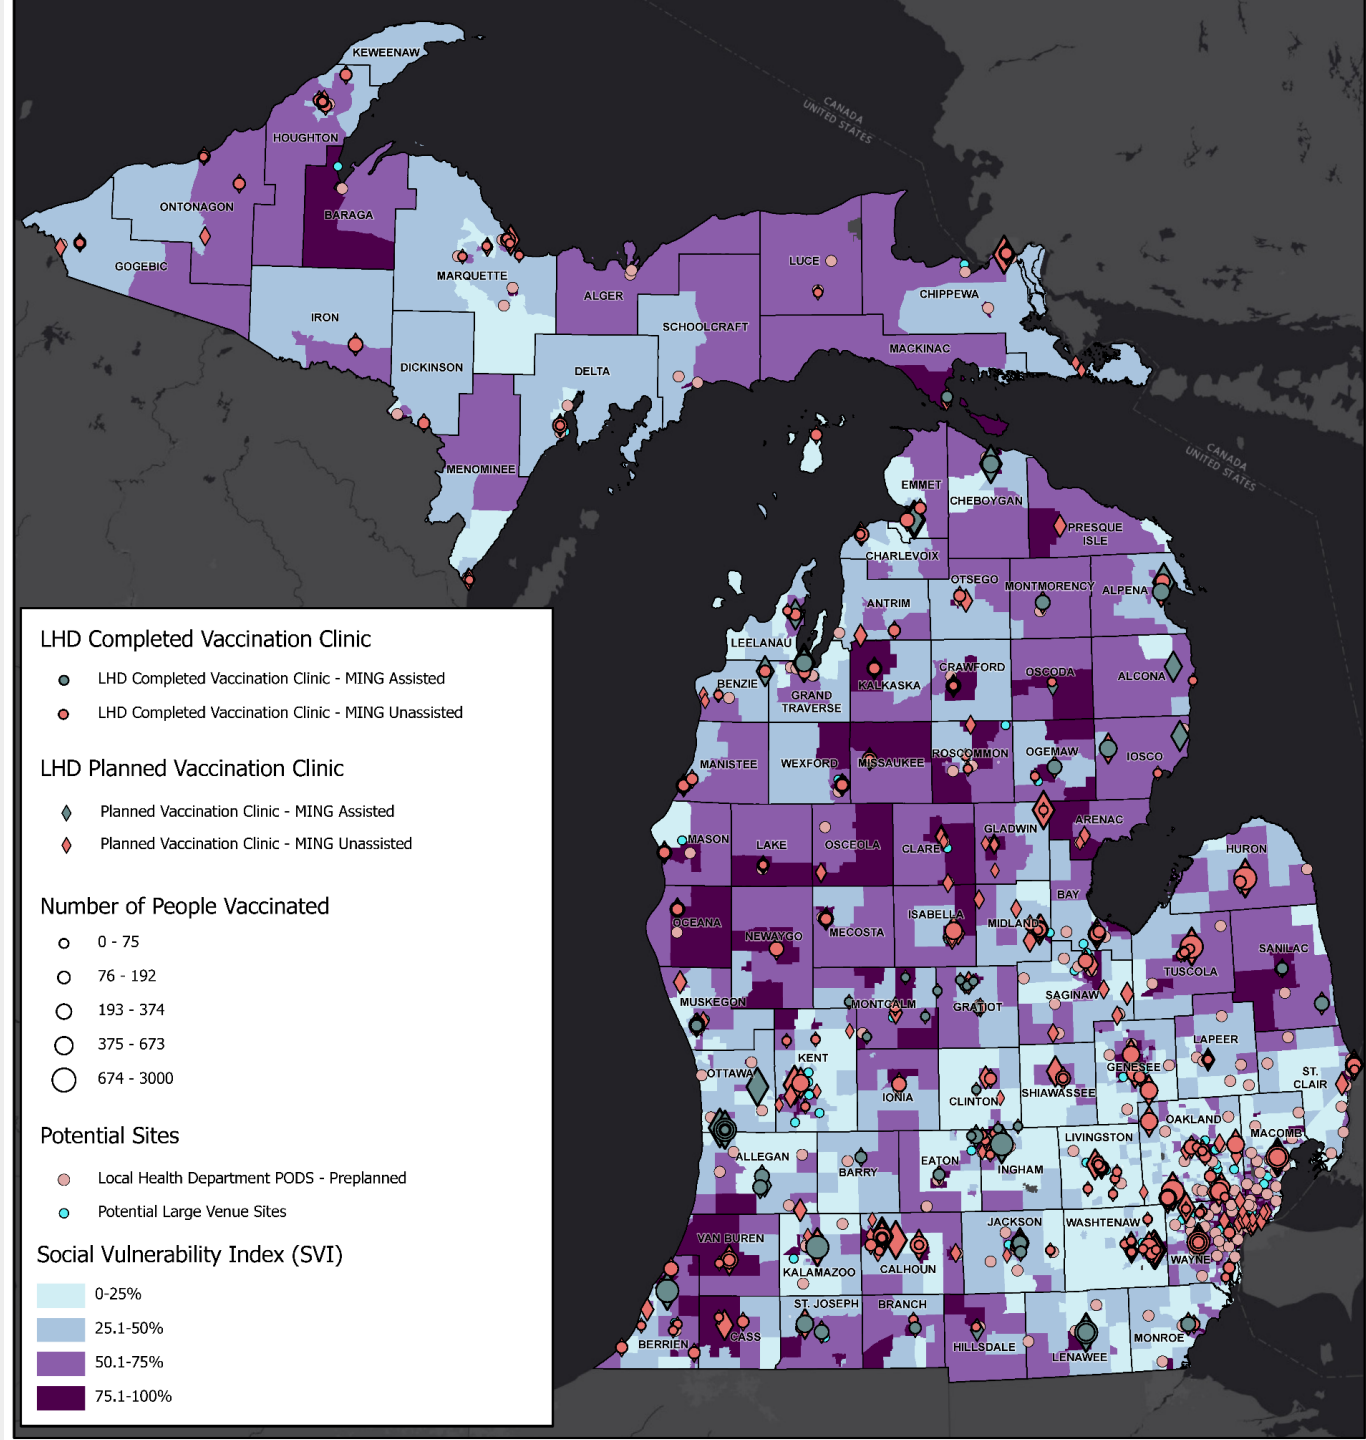 KEWEENAW
CANADA
UNITED STATES
HOUGHTON
ONTONAGON
BARAGA
GOGEBIC
MARQUETTE
LUCE
ALGER
CHIPPEWA
IRON
SCHOOLCRAFT
MACKINAC
DICKINSON
DELTA
CANADA
UNITED STATES
MENOMINEE
EMMET
CHEBOYGAN
PRESQUE
ISLE
CHARLEVOIX
OTSEGO
MONTMORENCY
ALPENA
ANTRIM
LEELANAU
CRAWFORD
OSCODA
ALCONA
BENZIE
KALKASKA
GRAND
TRAVERSE
ROSCOMMON
OGEMAW
IOSCO
MANISTEE
WEXFORD
MISSAUKEE
ARENAC
GLADWIN
MASON
LAKE
OSCEOLA
CLARE
HURON
BAY
OCEANA
ISABELLA
MIDLAND
NEWAYGO
MECOSTA
SANILAC
TUSCOLA
MUSKEGON
MONTCALM
GRATIOT
SAGINAW
LAPEER
KENT
GENESEE
OTTAWA
ST.
CLAIR
IONIA
CLINTON
SHIAWASSEE
OAKLAND
MACOMB
LIVINGSTON
ALLEGAN
BARRY
EATON
INGHAM
JACKSON
WASHTENAW
VAN BUREN
KALAMAZOO
CALHOUN
WAYNE
ST. JOSEPH
BRANCH
BERRIEN
CASS
HILLSDALE
LENAWEE
MONROE
LHD Completed Vaccination Clinic
LHD Completed Vaccination Clinic - MING Assisted
LHD Completed Vaccination Clinic - MING Unassisted
LHD Planned Vaccination Clinic
Planned Vaccination Clinic - MING Assisted
Planned Vaccination Clinic - MING Unassisted
Number of People Vaccinated
0 - 75
76 - 192
193 - 374
375 - 673
674 - 3000
Potential Sites
Local Health Department PODS - Preplanned
Potential Large Venue Sites
Social Vulnerability Index (SVI)
0-25%
25.1-50%
50.1-75%
75.1-100%